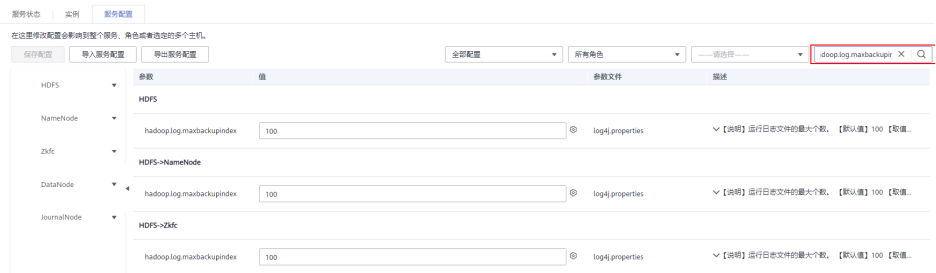 服务状态 实例 服务配置
在这里修改配置会影响到整个服务、角色或者选定的多个主机。
保存配置 导入服务配置 导出服务配置 全部配置 所有角色 ——请选择—— doop.log.maxbackupir
参数 值 参数文件 描述
HDFS
HDFS
NameNode
hadoop.log.maxbackupindex 100 log4j.properties 【说明】运行日志文件的最大个数。 【默认值】100 【取值...
Zkfc
HDFS->NameNode
DataNode
hadoop.log.maxbackupindex 100 log4j.properties 【说明】运行日志文件的最大个数。 【默认值】100 【取值...
JournalNode
HDFS->Zkfc
hadoop.log.maxbackupindex 100 log4j.properties 【说明】运行日志文件的最大个数。 【默认值】100 【取值...